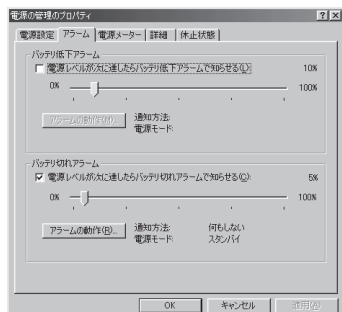 電源の管理のプロパティ
電源設定 アラーム 電源メーター 詳細 休止状態
バッテリ低下アラーム
電源レベルが次に達したらバッテリ低下アラームで知らせる(L): 10%
0% 100%
アラームの動作(M)...
通知方法:
電源モード:
バッテリ切れアラーム
電源レベルが次に達したらバッテリ切れアラームで知らせる(C): 5%
0% 100%
アラームの動作(R)...
通知方法: 何もしない
電源モード: スタンバイ
OK キャンセル 適用(A)